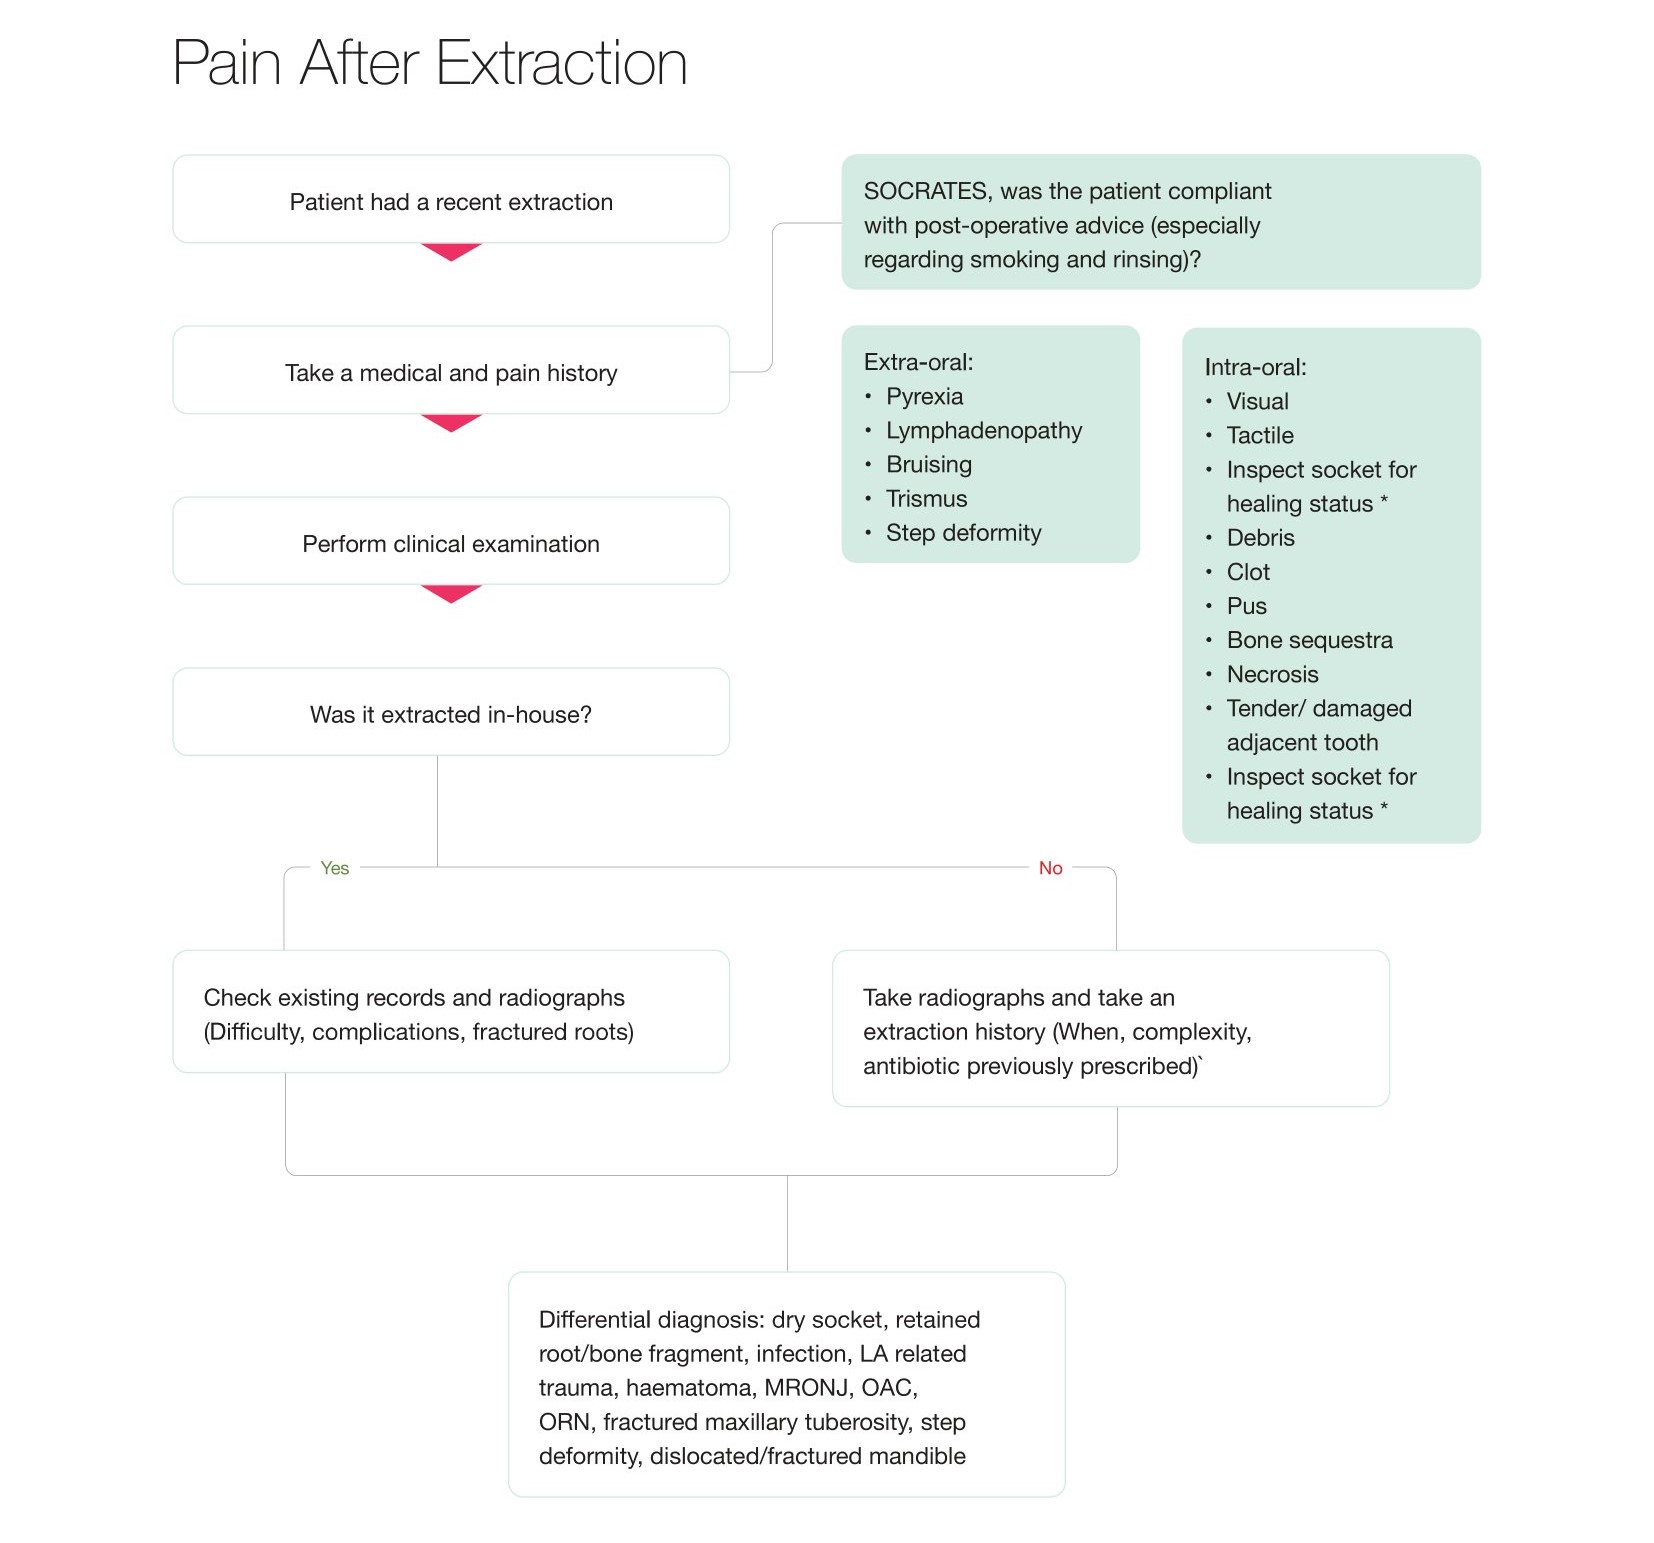 Pain After Extraction
Patient had a recent extraction
SOCRATES, was the patient compliant
with post-operative advice (especially
regarding smoking and rinsing)?
Take a medical and pain history
Extra-oral:
• Pyrexia
• Lymphadenopathy
• Bruising
• Trismus
• Step deformity
Intra-oral:
• Visual
• Tactile
• Inspect socket for
healing status *
• Debris
• Clot
• Pus
• Bone sequestra
• Necrosis
• Tender/ damaged
adjacent tooth
• Inspect socket for
healing status *
Perform clinical examination
Was it extracted in-house?
Yes
No
Check existing records and radiographs
(Difficulty, complications, fractured roots)
Take radiographs and take an
extraction history (When, complexity,
antibiotic previously prescribed)`
Differential diagnosis: dry socket, retained
root/bone fragment, infection, LA related
trauma, haematoma, MRONJ, OAC,
ORN, fractured maxillary tuberosity, step
deformity, dislocated/fractured mandible